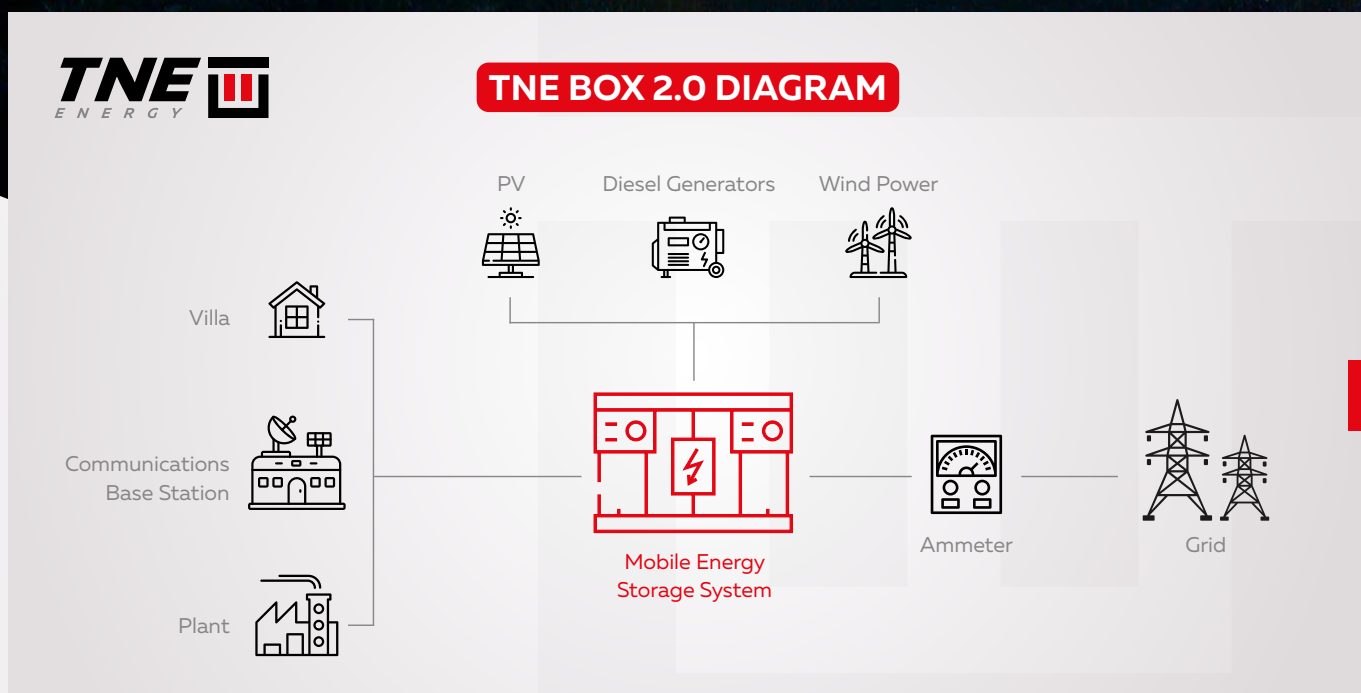 TNE
ENERGY
TNE BOX 2.0 DIAGRAM
PV
Diesel Generators
Wind Power
Villa
Communications
Base Station
Plant
Mobile Energy
Storage System
Ammeter
Grid